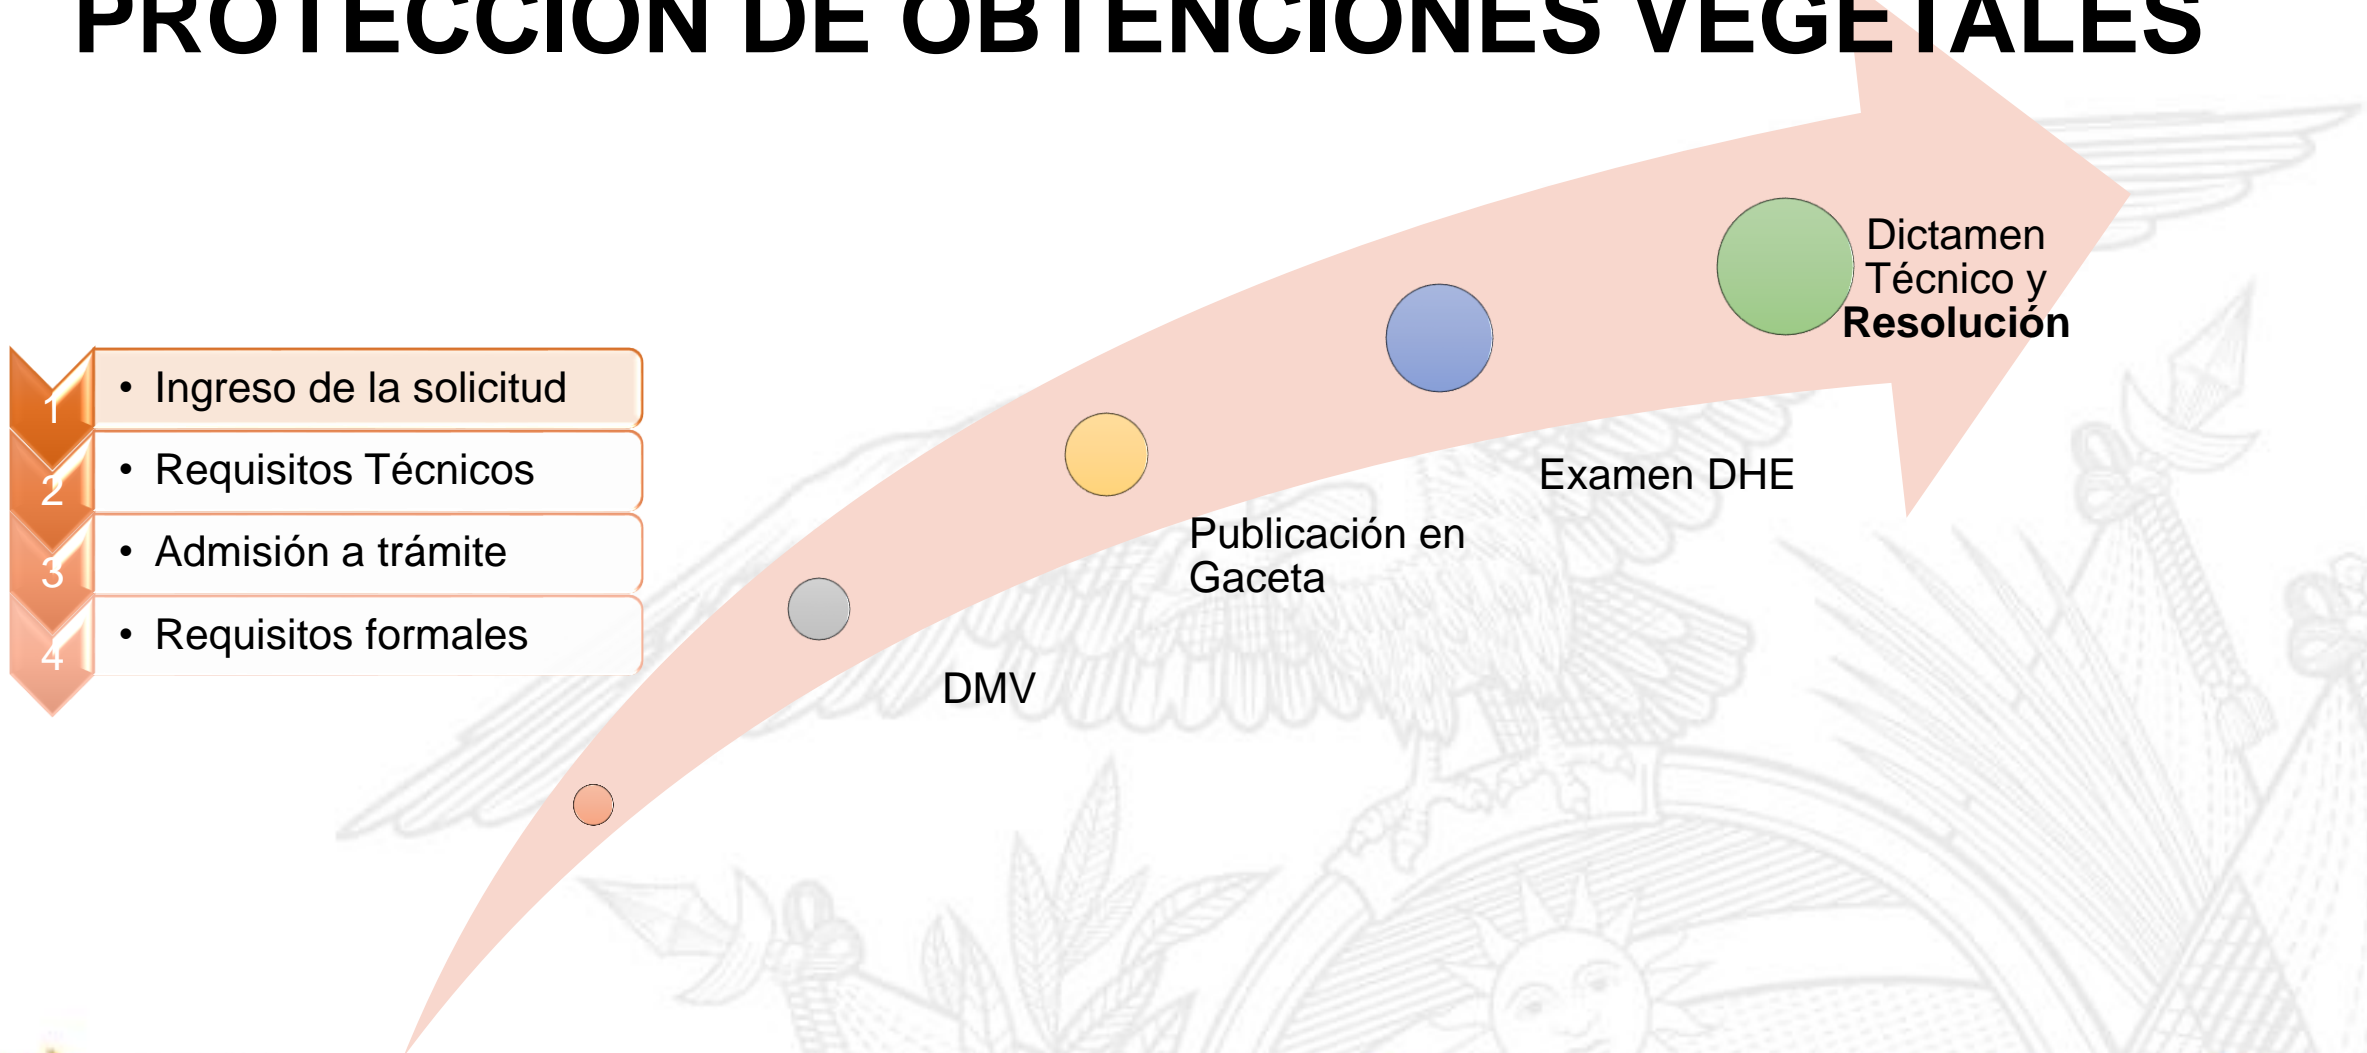 PROTECCIÓN DE OBTENCIONES VEGETALES
1
• Ingreso de la solicitud
2
• Requisitos Técnicos
3
• Admisión a trámite
4
• Requisitos formales
DMV
Publicación en
Gaceta
Examen DHE
Dictamen
Técnico y
Resolución